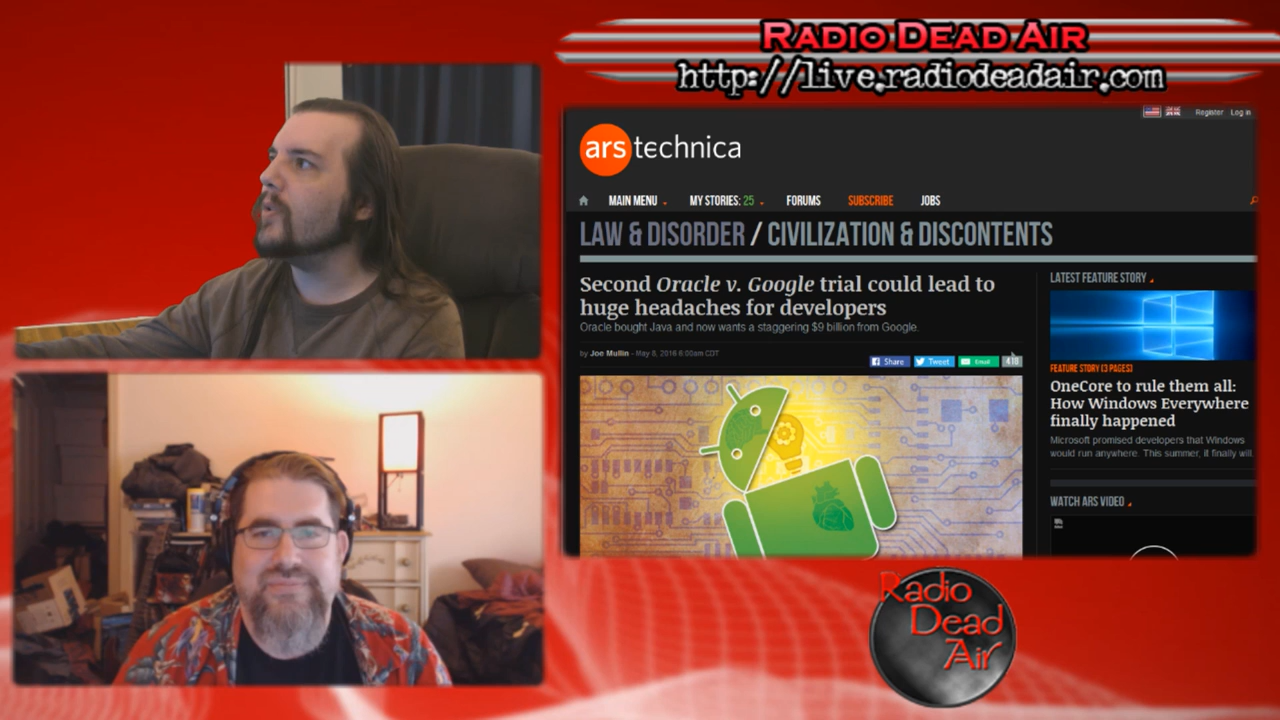 RADIO DEAD AIR
http://live.radiodeadair.com
Register Log in
ars technica
MAIN MENU MY STORIES: 25 FORUMS SUBSCRIBE JOBS
LAW & DISORDER / CIVILIZATION & DISCONTENTS
Second Oracle v. Google trial could lead to
huge headaches for developers
Oracle bought Java and now wants a staggering $9 billion from Google.
by Joe Mullin - May 8, 2016 6:00am CDT
Share Tweet Email 410
LATEST FEATURE STORY
FEATURE STORY (3 PAGES)
OneCore to rule them all:
How Windows Everywhere
finally happened
Microsoft promised developers that Windows
would run anywhere. This summer, it finally will.
WATCH ARS VIDEO
Radio
Dead
Air